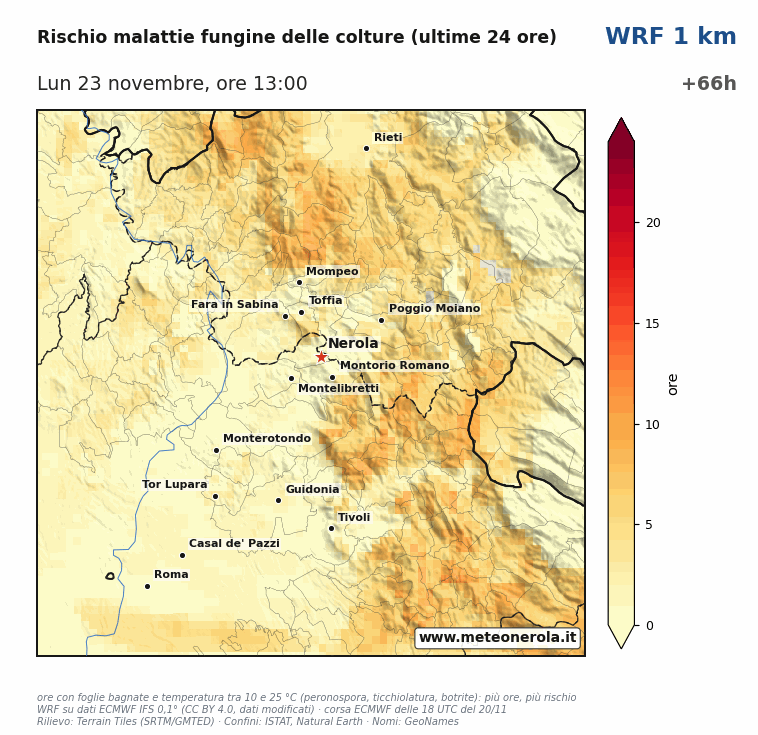 Rischio malattie fungine delle colture (ultime 24 ore)
WRF 1 km
Lun 23 novembre, ore 13:00
+66h
Rieti
Mompeo
Fara in Sabina
Toffia
Poggio Moiano
Nerola
Montorio Romano
Montelibretti
Monterotondo
Tor Lupara
Guidonia
Tivoli
Casal de' Pazzi
Roma
www.meteonerola.it
20
15
10
5
0
ore
ore con foglie bagnate e temperatura tra 10 e 25 °C (peronospora, ticchiolatura, botrite): più ore, più rischio
WRF su dati ECMWF IFS 0,1° (CC BY 4.0, dati modificati) · corsa ECMWF delle 18 UTC del 20/11
Rilievo: Terrain Tiles (SRTM/GMTED) · Confini: ISTAT, Natural Earth · Nomi: GeoNames